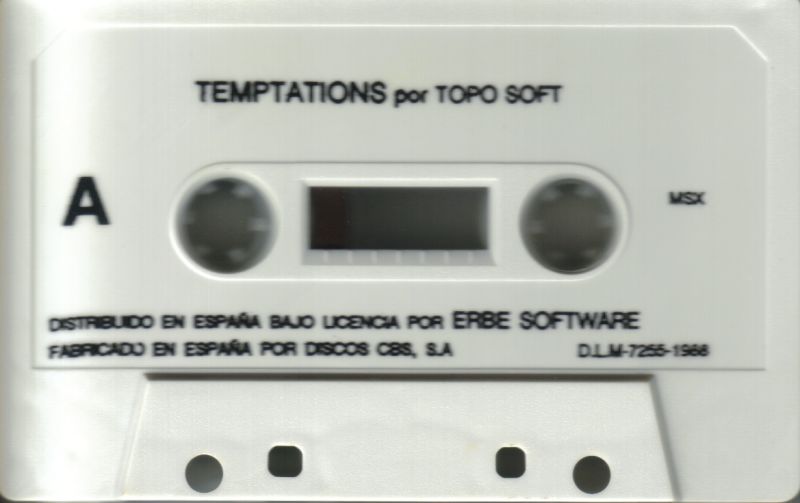 TEMPTATIONS por TOPO SOFT
A
MSX
DISTRIBUIDO EN ESPAÑA BAJO LICENCIA POR ERBE SOFTWARE
FABRICADO EN ESPAÑA POR DISCOS CBS, S.A
D.L.M-7255-1988